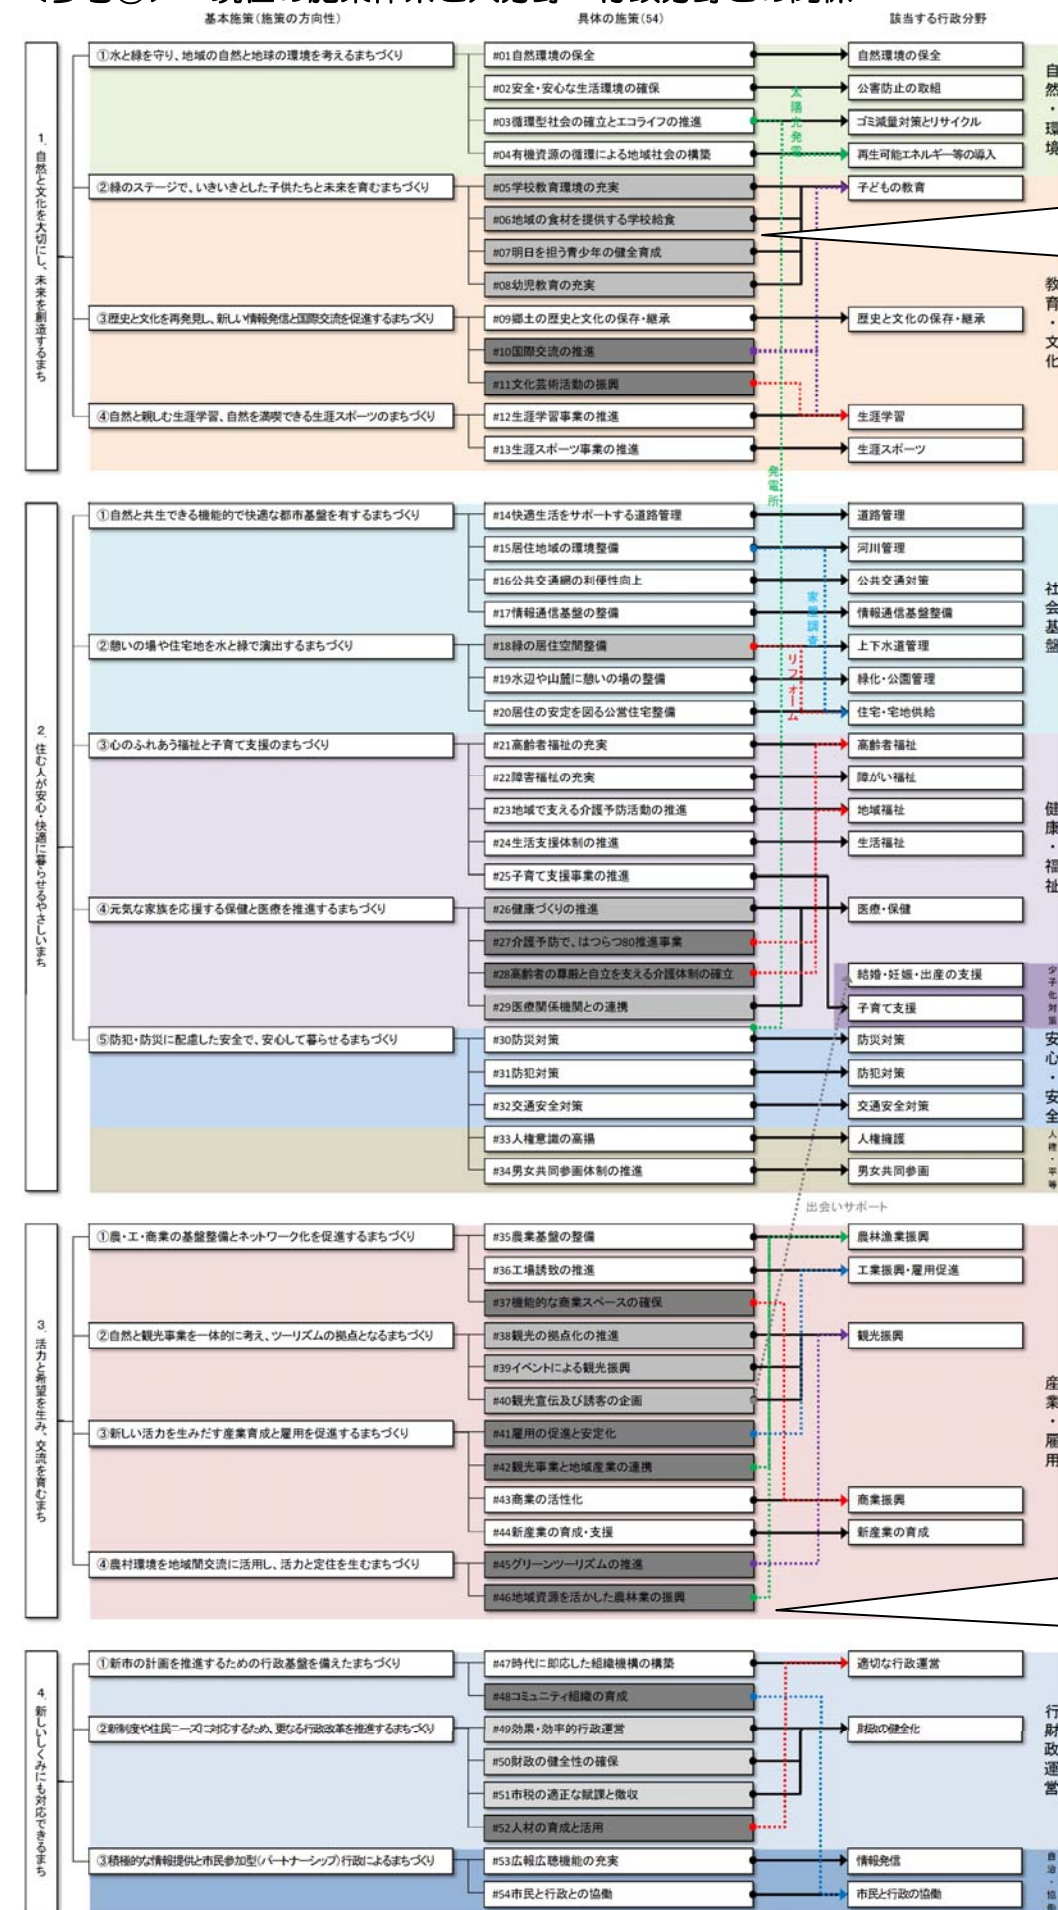 基本施策(施策の方向性)
具体の施策(54)
該当する行政分野
1．自然と文化を大切にし、未来を創造するまち
①水と緑を守り、地域の自然と地球の環境を考えるまちづくり
#01自然環境の保全
自然環境の保全
#02安全・安心な生活環境の確保
公害防止の取組
#03循環型社会の確立とエコライフの推進
ゴミ減量対策とリサイクル
#04有機資源の循環による地域社会の構築
再生可能エネルギー等の導入
太陽光発電
自然・環境
②緑のステージで、いきいきとした子供たちと未来を育むまちづくり
#05学校教育環境の充実
子どもの教育
#06地域の食材を提供する学校給食
#07明日を担う青少年の健全育成
#08幼児教育の充実
③歴史と文化を再発見し、新しい情報発信と国際交流を促進するまちづくり
#09郷土の歴史と文化の保存・継承
歴史と文化の保存・継承
#10国際交流の推進
#11文化芸術活動の振興
教育・文化
④自然と親しむ生涯学習、自然を満喫できる生涯スポーツのまちづくり
#12生涯学習事業の推進
生涯学習
#13生涯スポーツ事業の推進
生涯スポーツ
発電所
2．住む人が安心・快適に暮らせるやさしいまち
①自然と共生できる機能的で快適な都市基盤を有するまちづくり
#14快適生活をサポートする道路管理
道路管理
#15居住地域の環境整備
河川管理
#16公共交通網の利便性向上
公共交通対策
#17情報通信基盤の整備
情報通信基盤整備
家屋調査
社会基盤
②憩いの場や住宅地を水と緑で演出するまちづくり
#18緑の居住空間整備
上下水道管理
#19水辺や山麓に憩いの場の整備
緑化・公園管理
#20居住の安定を図る公営住宅整備
住宅・宅地供給
リフォーム
③心のふれあう福祉と子育て支援のまちづくり
#21高齢者福祉の充実
高齢者福祉
#22障害福祉の充実
障がい福祉
#23地域で支える介護予防活動の推進
地域福祉
#24生活支援体制の推進
生活福祉
#25子育て支援事業の推進
健康・福祉
④元気な家族を応援する保健と医療を推進するまちづくり
#26健康づくりの推進
医療・保健
#27介護予防で、はつらつ80推進事業
#28高齢者の尊厳と自立を支える介護体制の確立
結婚・妊娠・出産の支援
#29医療関係機関との連携
子育て支援
少子化対策
⑤防犯・防災に配慮した安全で、安心して暮らせるまちづくり
#30防災対策
防災対策
#31防犯対策
防犯対策
#32交通安全対策
交通安全対策
安心・安全
#33人権意識の高揚
人権擁護
#34男女共同参画体制の推進
男女共同参画
人権・平等
出会いサポート
3．活力と希望を生み、交流を育むまち
①農・工・商業の基盤整備とネットワーク化を促進するまちづくり
#35農業基盤の整備
農林漁業振興
#36工場誘致の推進
工業振興・雇用促進
#37機能的な商業スペースの確保
②自然と観光事業を一体的に考え、ツーリズムの拠点となるまちづくり
#38観光の拠点化の推進
観光振興
#39イベントによる観光振興
#40観光宣伝及び誘客の企画
産業・雇用
③新しい活力を生みだす産業育成と雇用を促進するまちづくり
#41雇用の促進と安定化
#42観光事業と地域産業の連携
#43商業の活性化
商業振興
#44新産業の育成・支援
新産業の育成
④農村環境を地域間交流に活用し、活力と定住を生むまちづくり
#45グリーンツーリズムの推進
#46地域資源を活かした農林業の振興
4．新しいしくみにも対応できるまち
①新市の計画を推進するための行政基盤を備えたまちづくり
#47時代に即応した組織機構の構築
適切な行政運営
#48コミュニティ組織の育成
②新制度や住民ニーズに対応するため、更なる行政改革を推進するまちづくり
#49効果・効率的行政運営
財政の健全化
#50財政の健全性の確保
#51市税の適正な賦課と徴収
#52人材の育成と活用
行財政運営
③積極的な情報提供と市民参加型(パートナーシップ)行政によるまちづくり
#53広報広聴機能の充実
情報発信
#54市民と行政との協働
市民と行政の協働
自治・協働